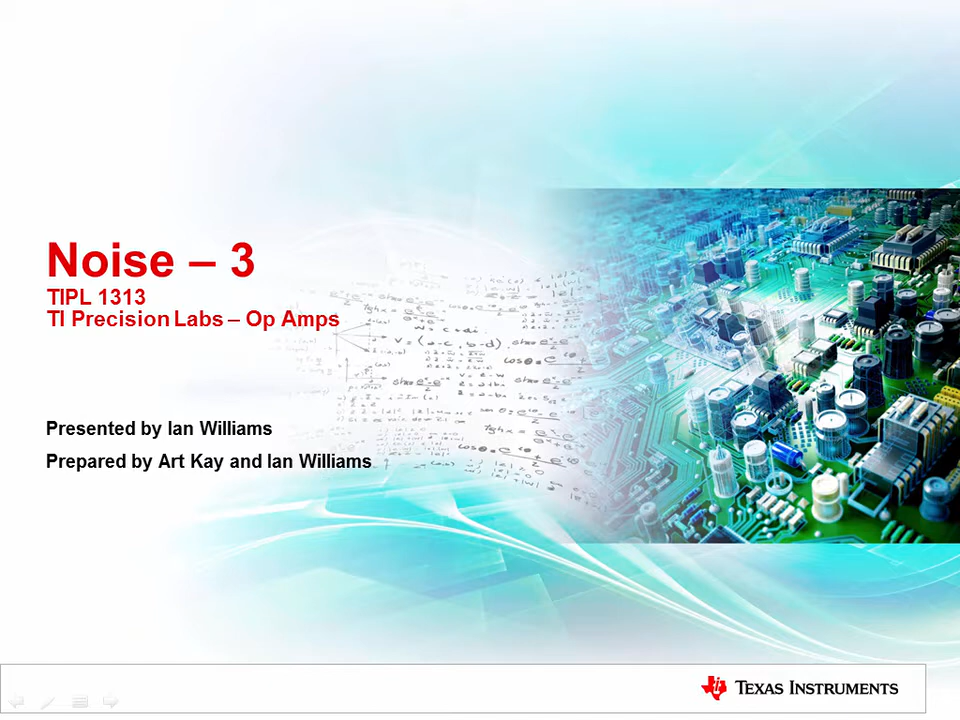 Noise – 3
TIPL 1313
TI Precision Labs – Op Amps
Presented by Ian Williams
Prepared by Art Kay and Ian Williams
TEXAS INSTRUMENTS